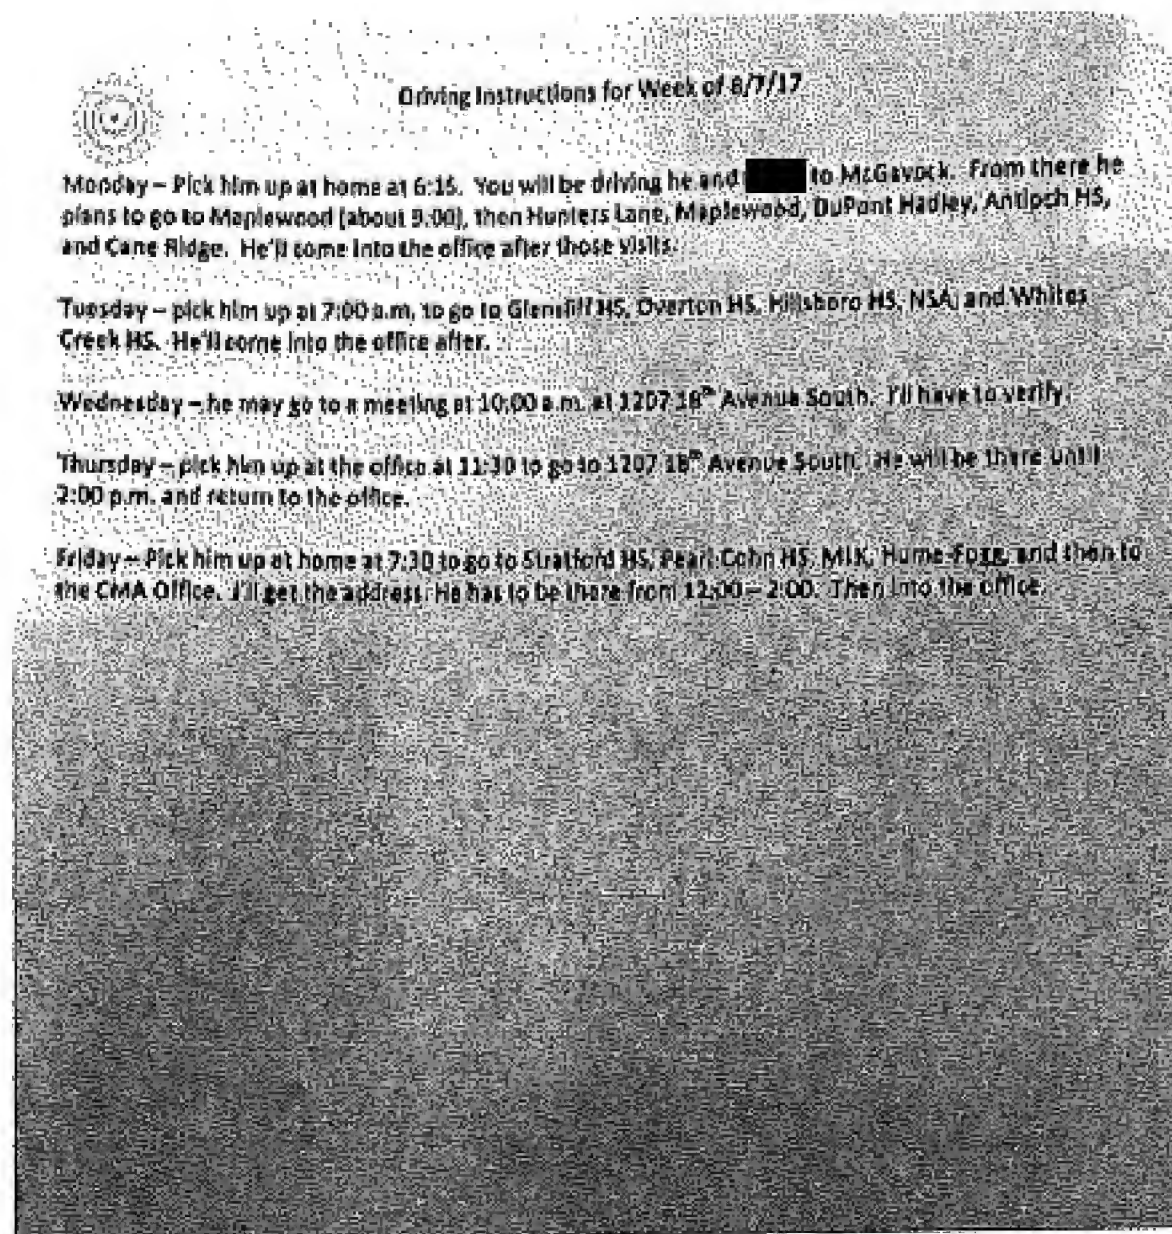 Driving Instructions for Week of 8/7/17
Monday – Pick him up at home at 6:15. You will be driving he and to McGavock. From there he
plans to go to Maplewood (about 9:00), then Hunters Lane, Maplewood, DuPont Hadley, Antioch HS,
and Cane Ridge. He'll come into the office after those visits.
Tuesday – pick him up at 7:00 a.m. to go to Glencliff HS, Overton HS, Hillsboro HS, NSA, and Whites
Creek HS. He'll come into the office after.
Wednesday – he may go to a meeting at 10:00 a.m. at 1207 18th Avenue South. I'll have to verify.
Thursday – pick him up at the office at 11:30 to go to 1207 18th Avenue South. He will be there until
2:00 p.m. and return to the office.
Friday – Pick him up at home at 7:30 to go to Stratford HS, Pearl-Cohn HS, MLK, Hume-Fogg, and then to
the CMA Office. I'll get the address. He has to be there from 12:00 – 2:00. Then into the office.